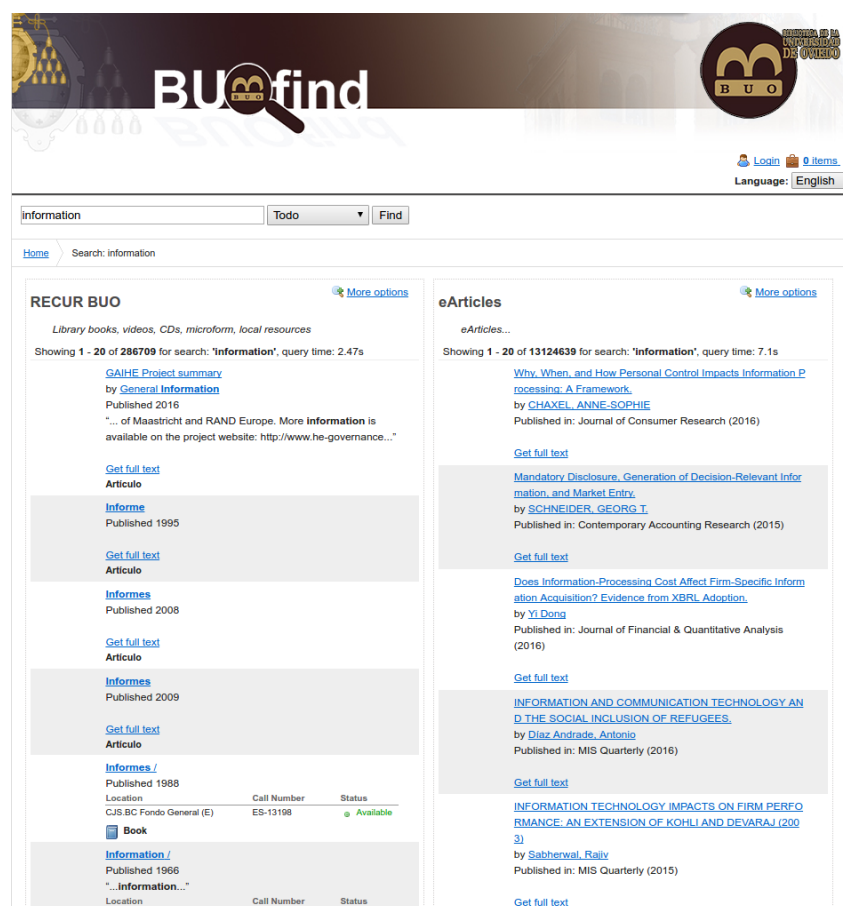 BUOfind
BIBLIOTECA DE LA
UNIVERSIDAD
DE OVIEDO
BUO
Login 0 items
Language: English
information Todo Find
Home Search: information
RECUR BUO
More options
Library books, videos, CDs, microform, local resources
Showing 1 - 20 of 286709 for search: 'information', query time: 2.47s
GAIHE Project summary
by General Information
Published 2016
“... of Maastricht and RAND Europe. More information is
available on the project website: http://www.he-governance...”
Get full text
Artículo
Informe
Published 1995
Get full text
Artículo
Informes
Published 2008
Get full text
Artículo
Informes
Published 2009
Get full text
Artículo
Informes /
Published 1988
Location Call Number Status
CJS.BC Fondo General (E) ES-13198 Available
Book
Information /
Published 1966
“...information...”
Location Call Number Status
eArticles
More options
eArticles...
Showing 1 - 20 of 13124639 for search: 'information', query time: 7.1s
Why, When, and How Personal Control Impacts Information P
rocessing: A Framework.
by CHAXEL, ANNE-SOPHIE
Published in: Journal of Consumer Research (2016)
Get full text
Mandatory Disclosure, Generation of Decision-Relevant Infor
mation, and Market Entry.
by SCHNEIDER, GEORG T.
Published in: Contemporary Accounting Research (2015)
Get full text
Does Information-Processing Cost Affect Firm-Specific Inform
ation Acquisition? Evidence from XBRL Adoption.
by Yi Dong
Published in: Journal of Financial & Quantitative Analysis
(2016)
Get full text
INFORMATION AND COMMUNICATION TECHNOLOGY AN
D THE SOCIAL INCLUSION OF REFUGEES.
by Díaz Andrade, Antonio
Published in: MIS Quarterly (2016)
Get full text
INFORMATION TECHNOLOGY IMPACTS ON FIRM PERFO
RMANCE: AN EXTENSION OF KOHLI AND DEVARAJ (200
3)
by Sabherwal, Rajiv
Published in: MIS Quarterly (2015)
Get full text